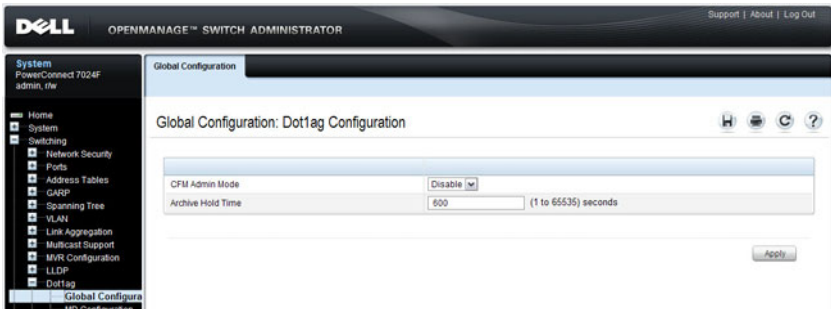 Support | About | Log Out
DELL OPENMANAGE™ SWITCH ADMINISTRATOR
System
PowerConnect 7024F
admin, r/w
Global Configuration
Home
System
Switching
Network Security
Ports
Address Tables
GARP
Spanning Tree
VLAN
Link Aggregation
Multicast Support
MVR Configuration
LLDP
Dot1ag
Global Configura
MD Configuration
Global Configuration: Dot1ag Configuration
CFM Admin Mode Disable
Archive Hold Time 600 (1 to 65535) seconds
Apply